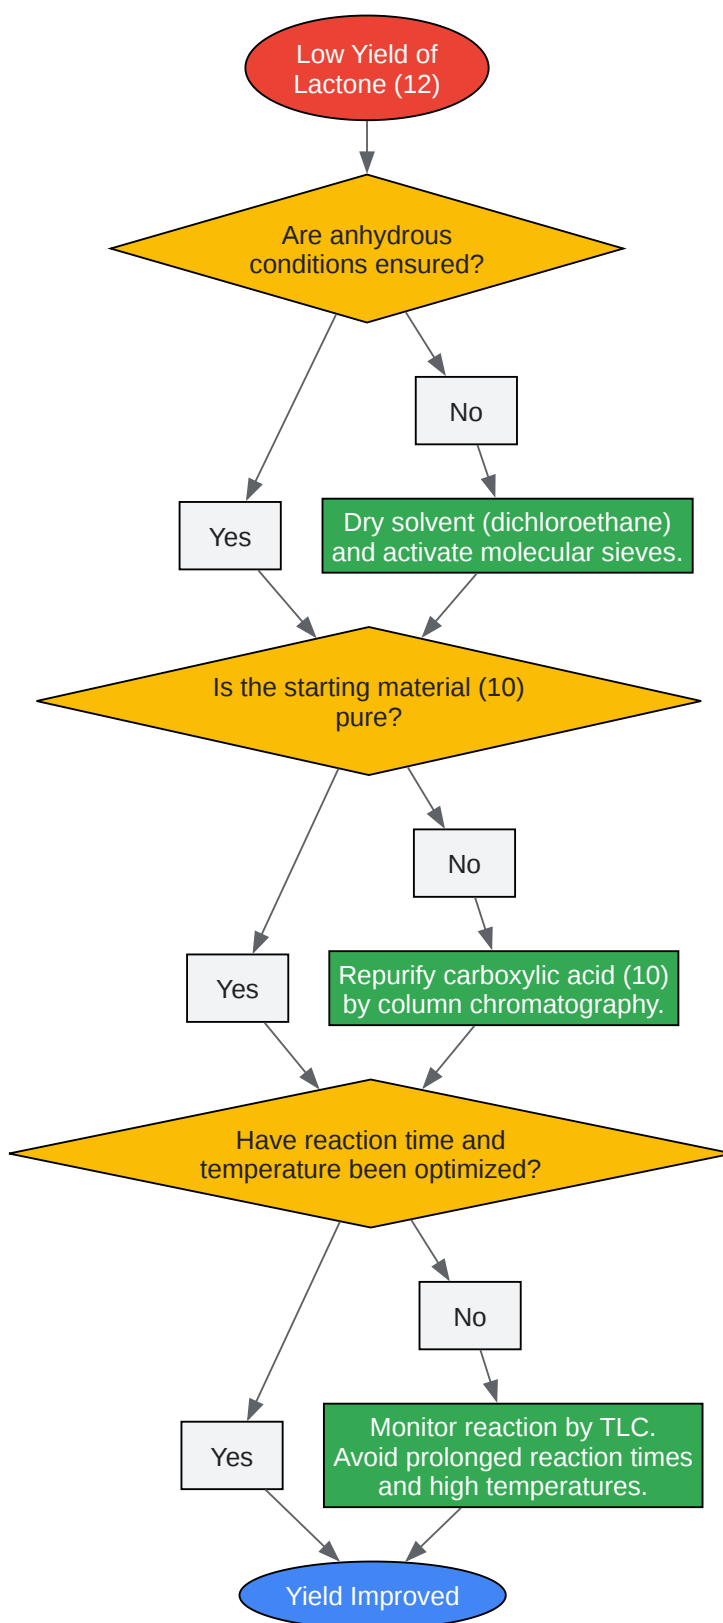 Low Yield of
Lactone (12)
Are anhydrous
conditions ensured?
No
Yes
Dry solvent (dichloroethane)
and activate molecular sieves.
Is the starting material (10)
pure?
No
Yes
Repurify carboxylic acid (10)
by column chromatography.
Have reaction time and
temperature been optimized?
No
Yes
Monitor reaction by TLC.
Avoid prolonged reaction times
and high temperatures.
Yield Improved